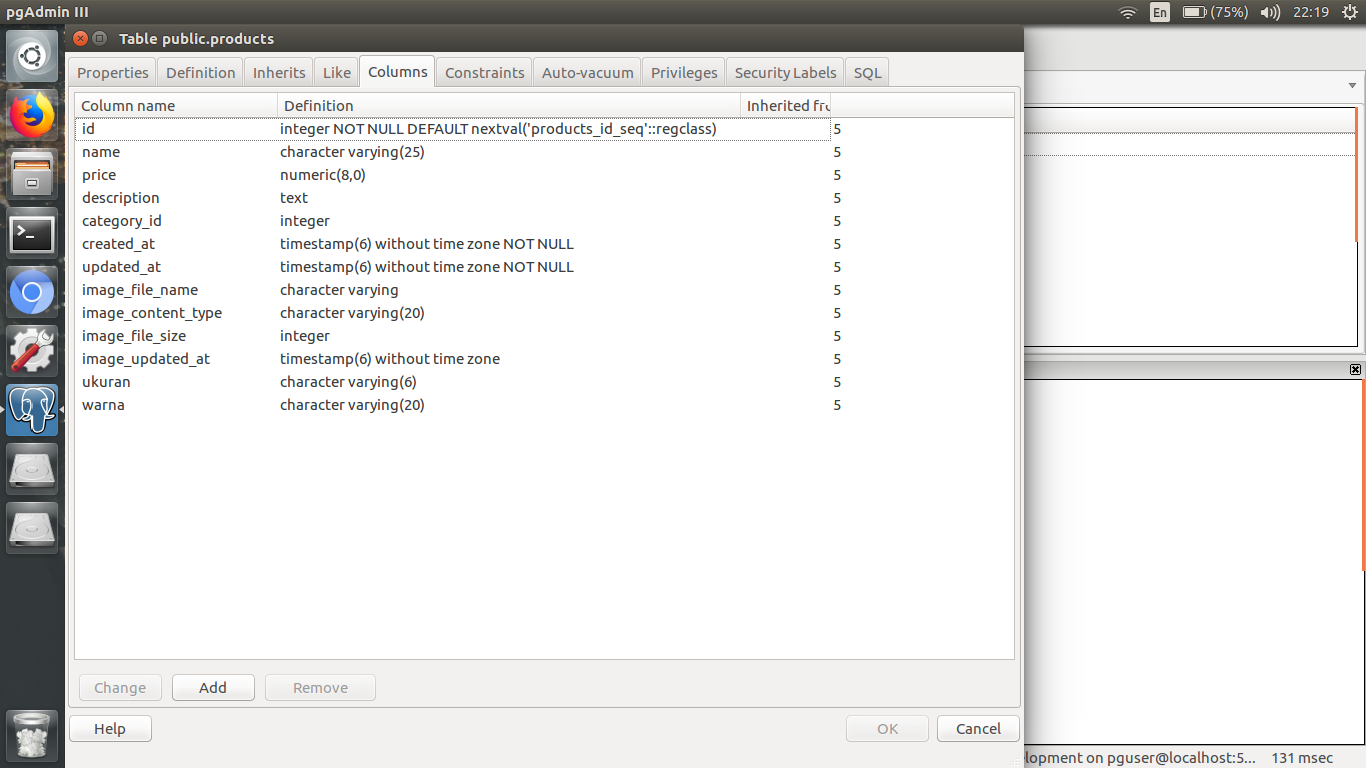 pgAdmin III En (75%) 22:19
Table public.products
Properties Definition Inherits Like Columns Constraints Auto-vacuum Privileges Security Labels SQL
Column name Definition Inherited fro
id integer NOT NULL DEFAULT nextval('products_id_seq'::regclass) 5
name character varying(25) 5
price numeric(8,0) 5
description text 5
category_id integer 5
created_at timestamp(6) without time zone NOT NULL 5
updated_at timestamp(6) without time zone NOT NULL 5
image_file_name character varying 5
image_content_type character varying(20) 5
image_file_size integer 5
image_updated_at timestamp(6) without time zone 5
ukuran character varying(6) 5
warna character varying(20) 5
Change Add Remove
Help OK Cancel
lopment on pguser@localhost:5... 131 msec